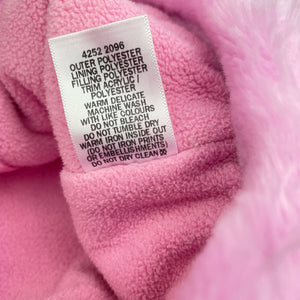 4252 2096
OUTER POLYESTER
LINING POLYESTER
FILLING POLYESTER
TRIM ACRYLIC /
POLYESTER
WARM DELICATE
MACHINE WASH
WITH LIKE COLOURS
DO NOT BLEACH
DO NOT TUMBLE DRY
WARM IRON INSIDE OUT
(DO NOT IRON PRINTS
OR EMBELLISHMENTS)
DO NOT DRY CLEAN